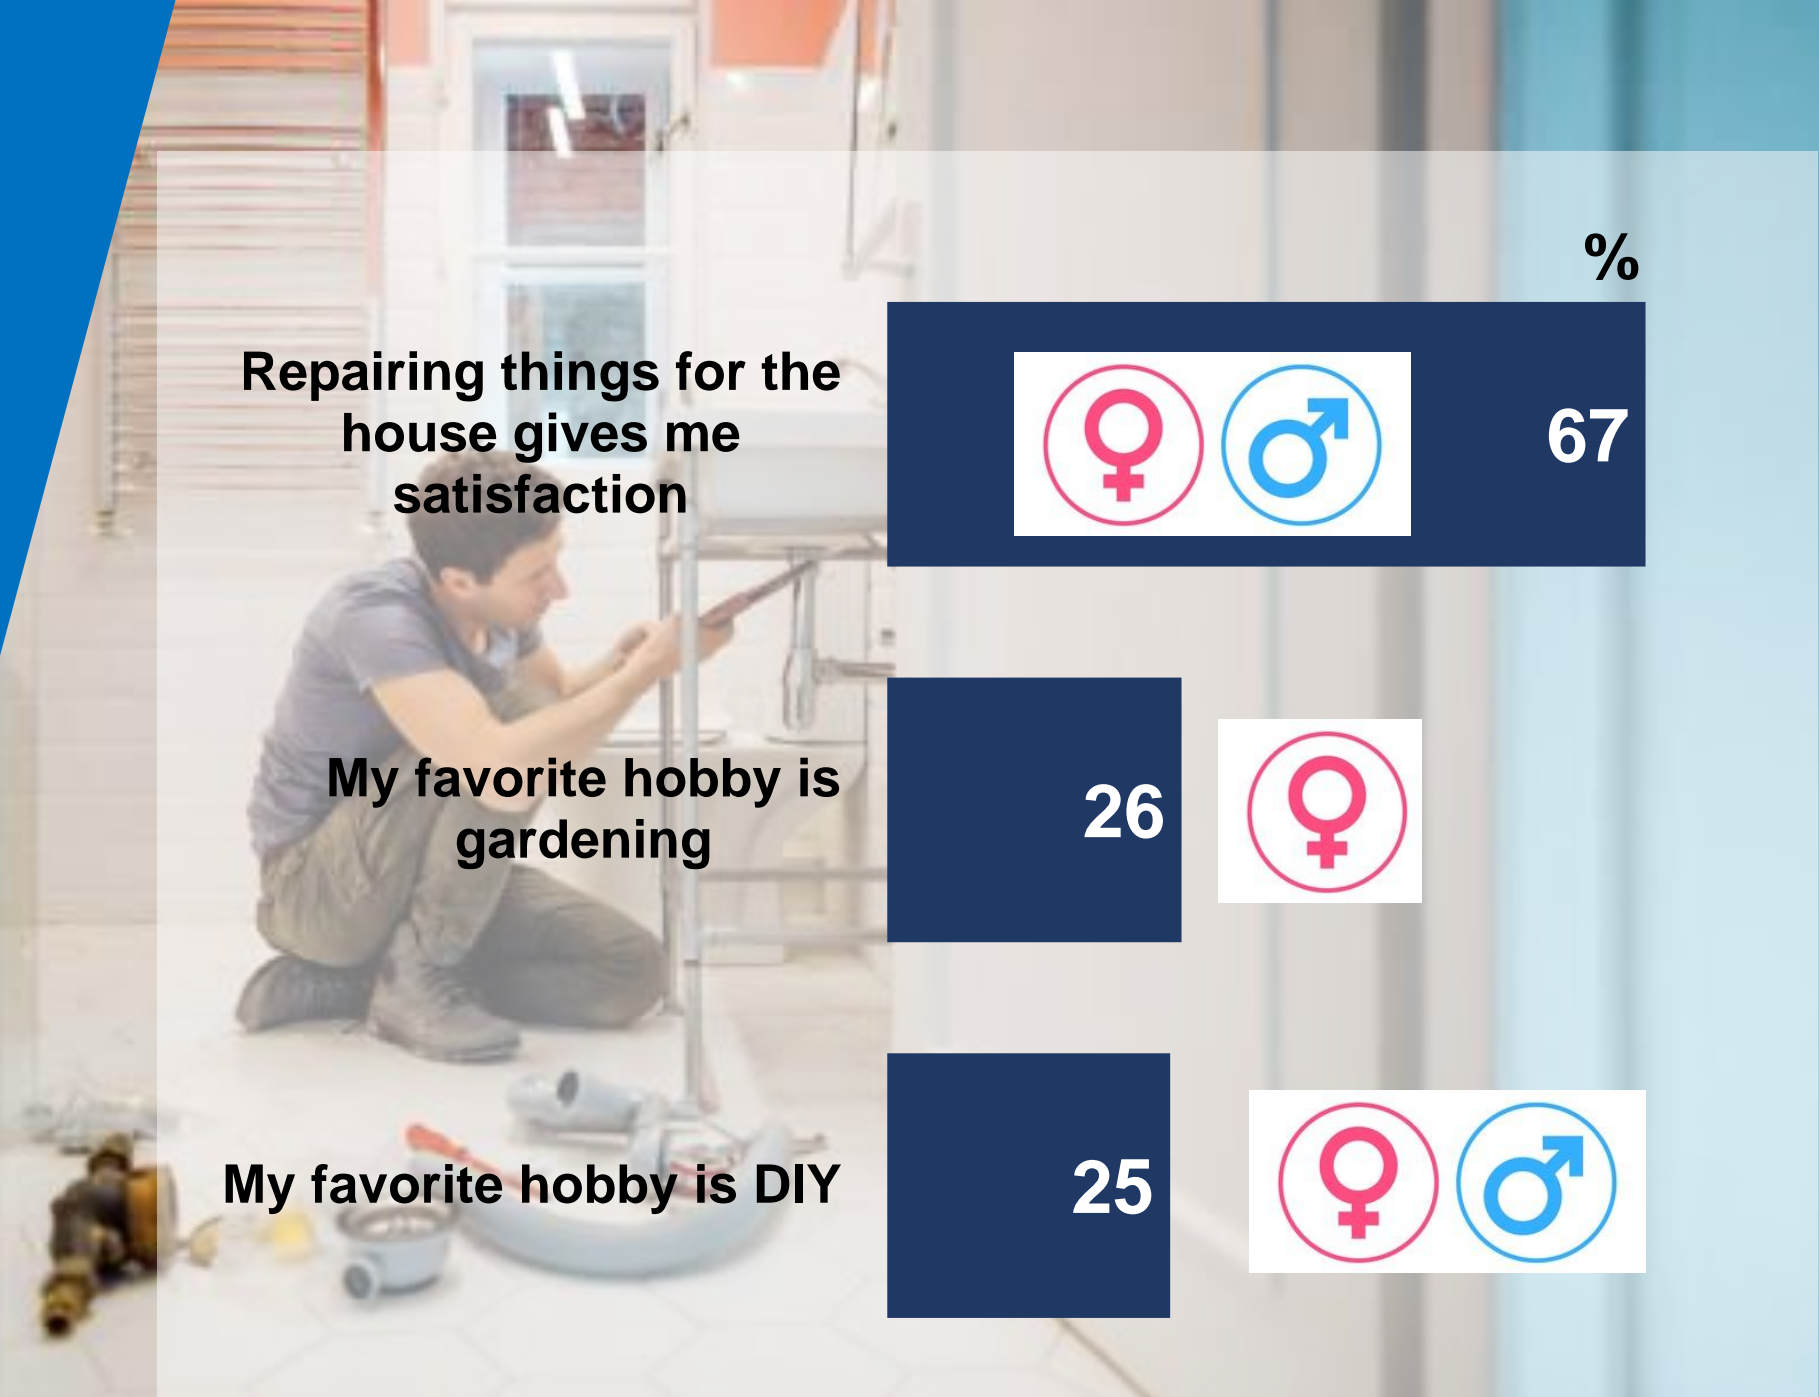 %
Repairing things for the
house gives me
satisfaction
67
My favorite hobby is
gardening
26
My favorite hobby is DIY
25